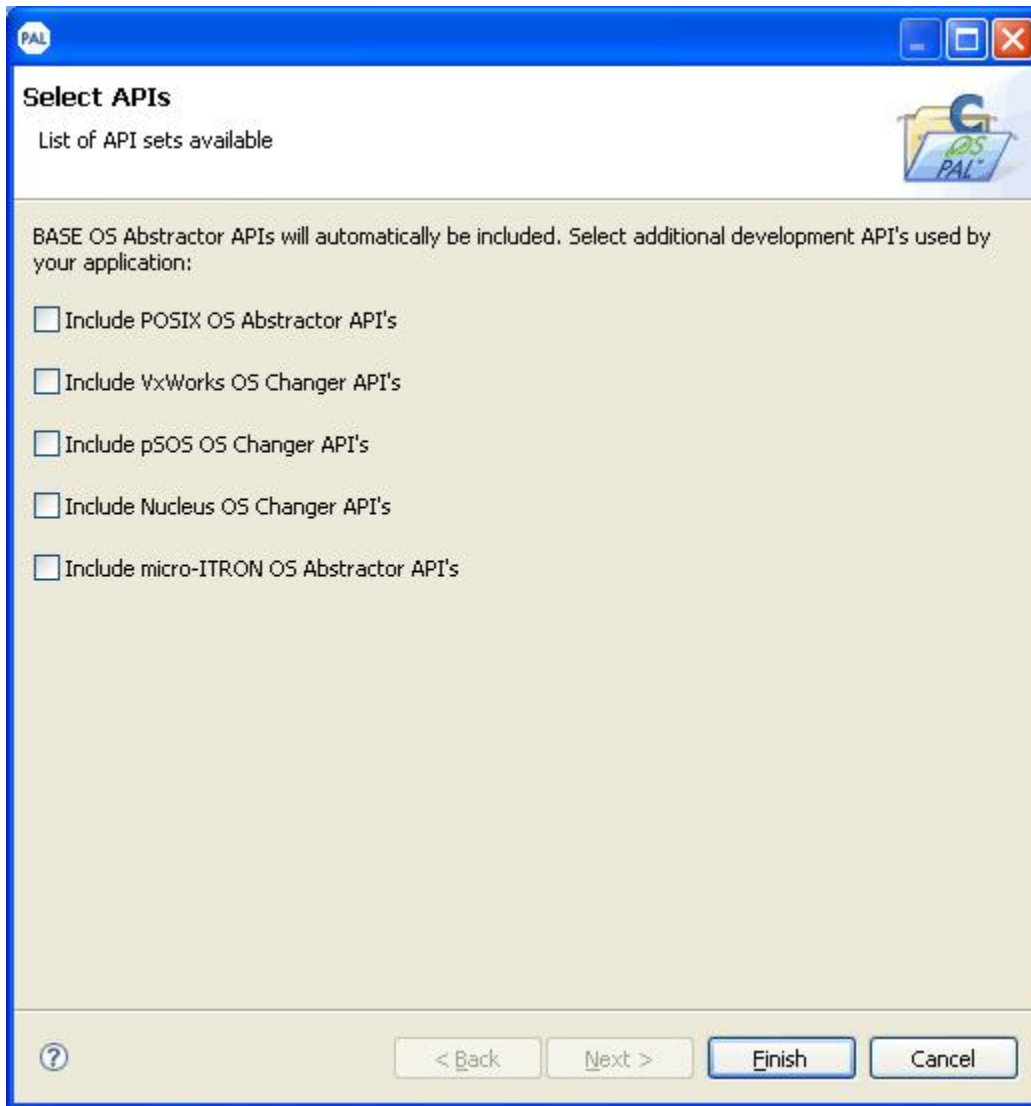 PAL
Select APIs
List of API sets available
C
OS
PAL™
BASE OS Abstractor APIs will automatically be included. Select additional development API's used by
your application:
Include POSIX OS Abstractor API's
Include VxWorks OS Changer API's
Include pSOS OS Changer API's
Include Nucleus OS Changer API's
Include micro-ITRON OS Abstractor API's
? < Back Next > Finish Cancel